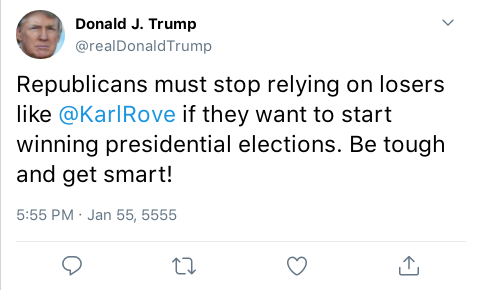 Donald J. Trump
@realDonaldTrump
Republicans must stop relying on losers
like @KarlRove if they want to start
winning presidential elections. Be tough
and get smart!
5:55 PM · Jan 55, 5555